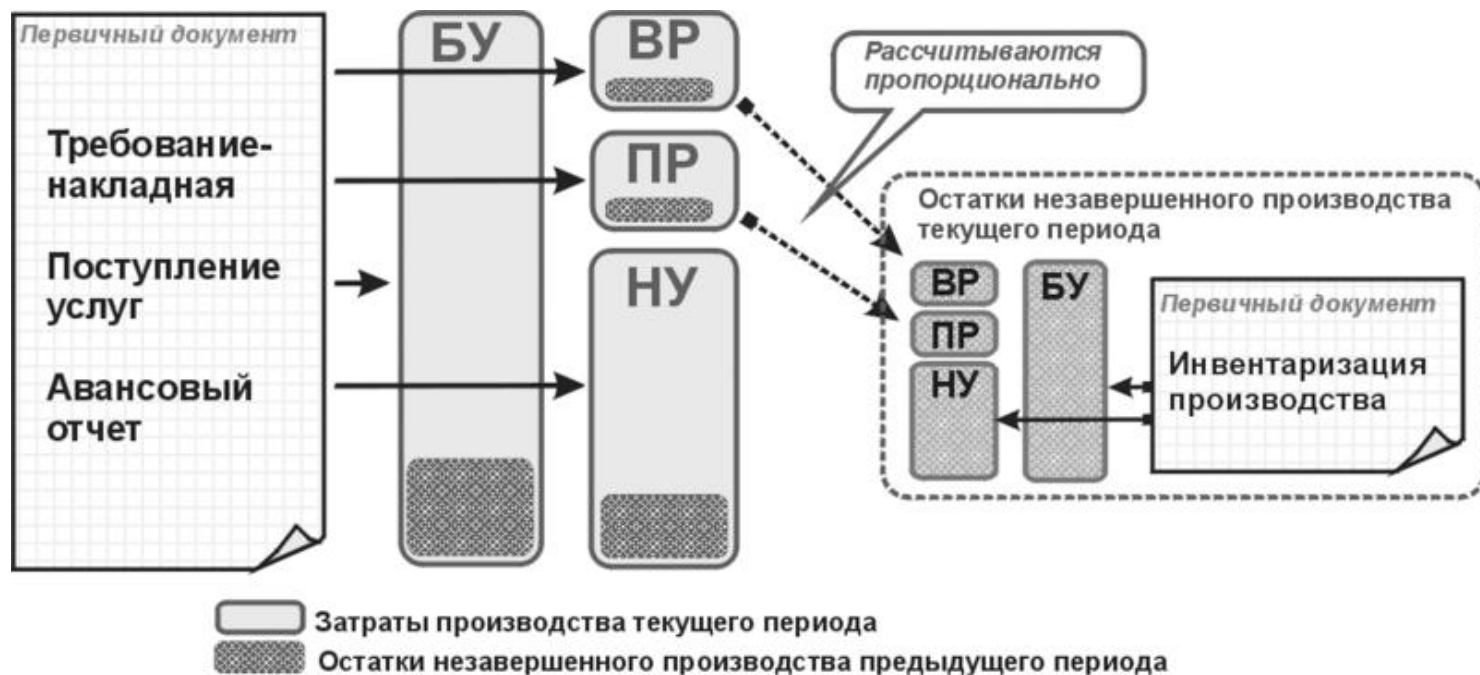 Первичный документ
Требование-
накладная
Поступление
услуг
Авансовый
отчет
БУ
ВР
ПР
НУ
Рассчитываются
пропорционально
Остатки незавершенного производства
текущего периода
ВР
ПР
НУ
БУ
Первичный документ
Инвентаризация
производства
Затраты производства текущего периода
Остатки незавершенного производства предыдущего периода